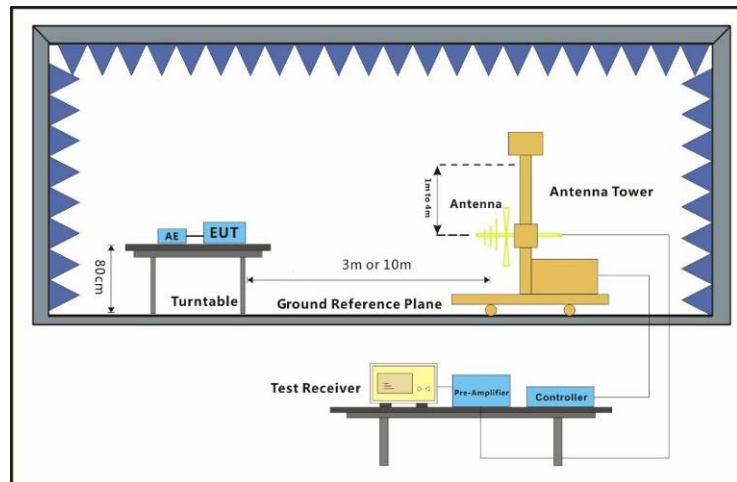 1m to 4m
Antenna
Antenna Tower
AE
EUT
80cm
3m or 10m
Turntable
Ground Reference Plane
Test Receiver
Pre-Amplifier
Controller